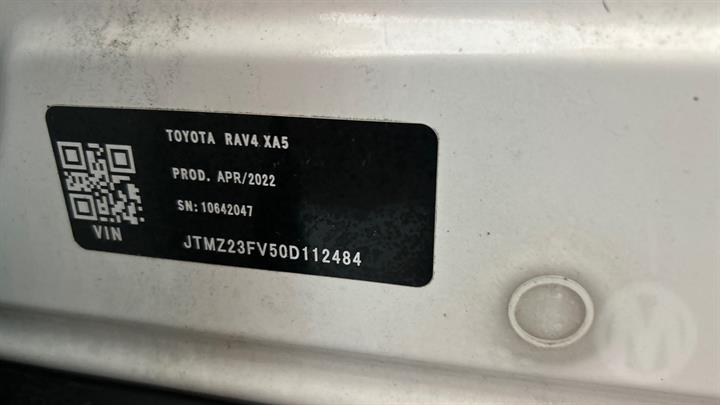 TOYOTA RAV4 XA5
PROD. APR/2022
SN:10642047
VIN
JTMZ23FV50D112484
M